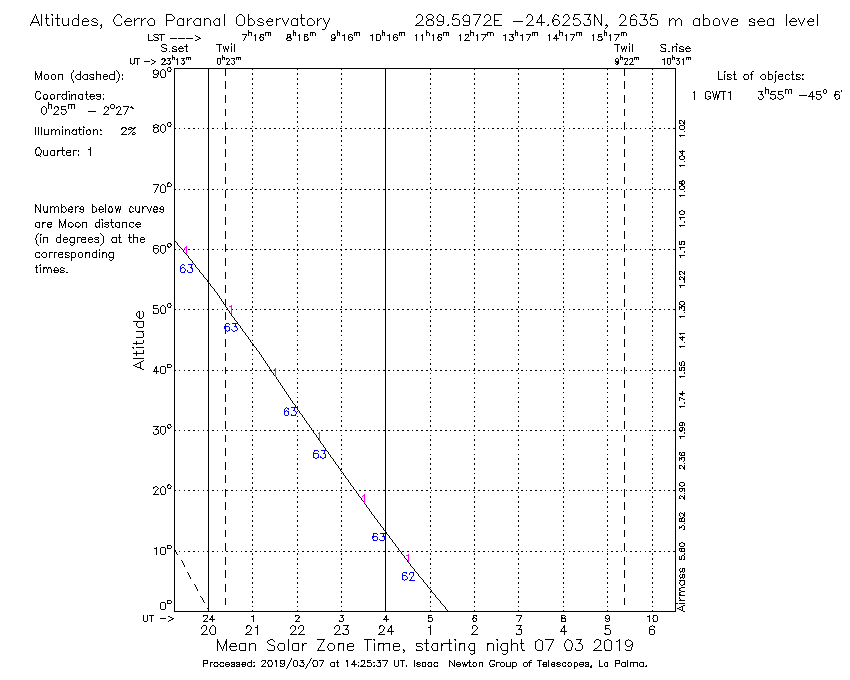 Altitudes, Cerro Paranal Observatory 289.5972E −24.6253N, 2635 m above sea level
LST ---> 7h16m 8h16m 9h16m 10h16m 11h16m 12h17m 13h17m 14h17m 15h17m
S.set Twil Twil S.rise
UT -> 23h13m 0h23m 9h22m 10h31m
Moon (dashed):
Coordinates:
0h25m − 2°27'
Illumination: 2%
Quarter: 1
Numbers below curves
are Moon distance
(in degrees) at the
corresponding
times.
List of objects:
1 GWT1 3h55m −45° 6'
90°
80°
70°
60°
50°
40°
30°
20°
10°
0°
Altitude
1 1 1 1 1 1
63
63
63
63
63
62
1.02
1.04
1.06
1.10
1.15
1.22
1.30
1.41
1.55
1.74
1.99
2.36
2.90
3.82
5.60
Airmass
UT -> 24 1 2 3 4 5 6 7 8 9 10
20 21 22 23 24 1 2 3 4 5 6
Mean Solar Zone Time, starting night 07 03 2019
Processed: 2019/03/07 at 14:25:37 UT. Isaac Newton Group of Telescopes, La Palma.